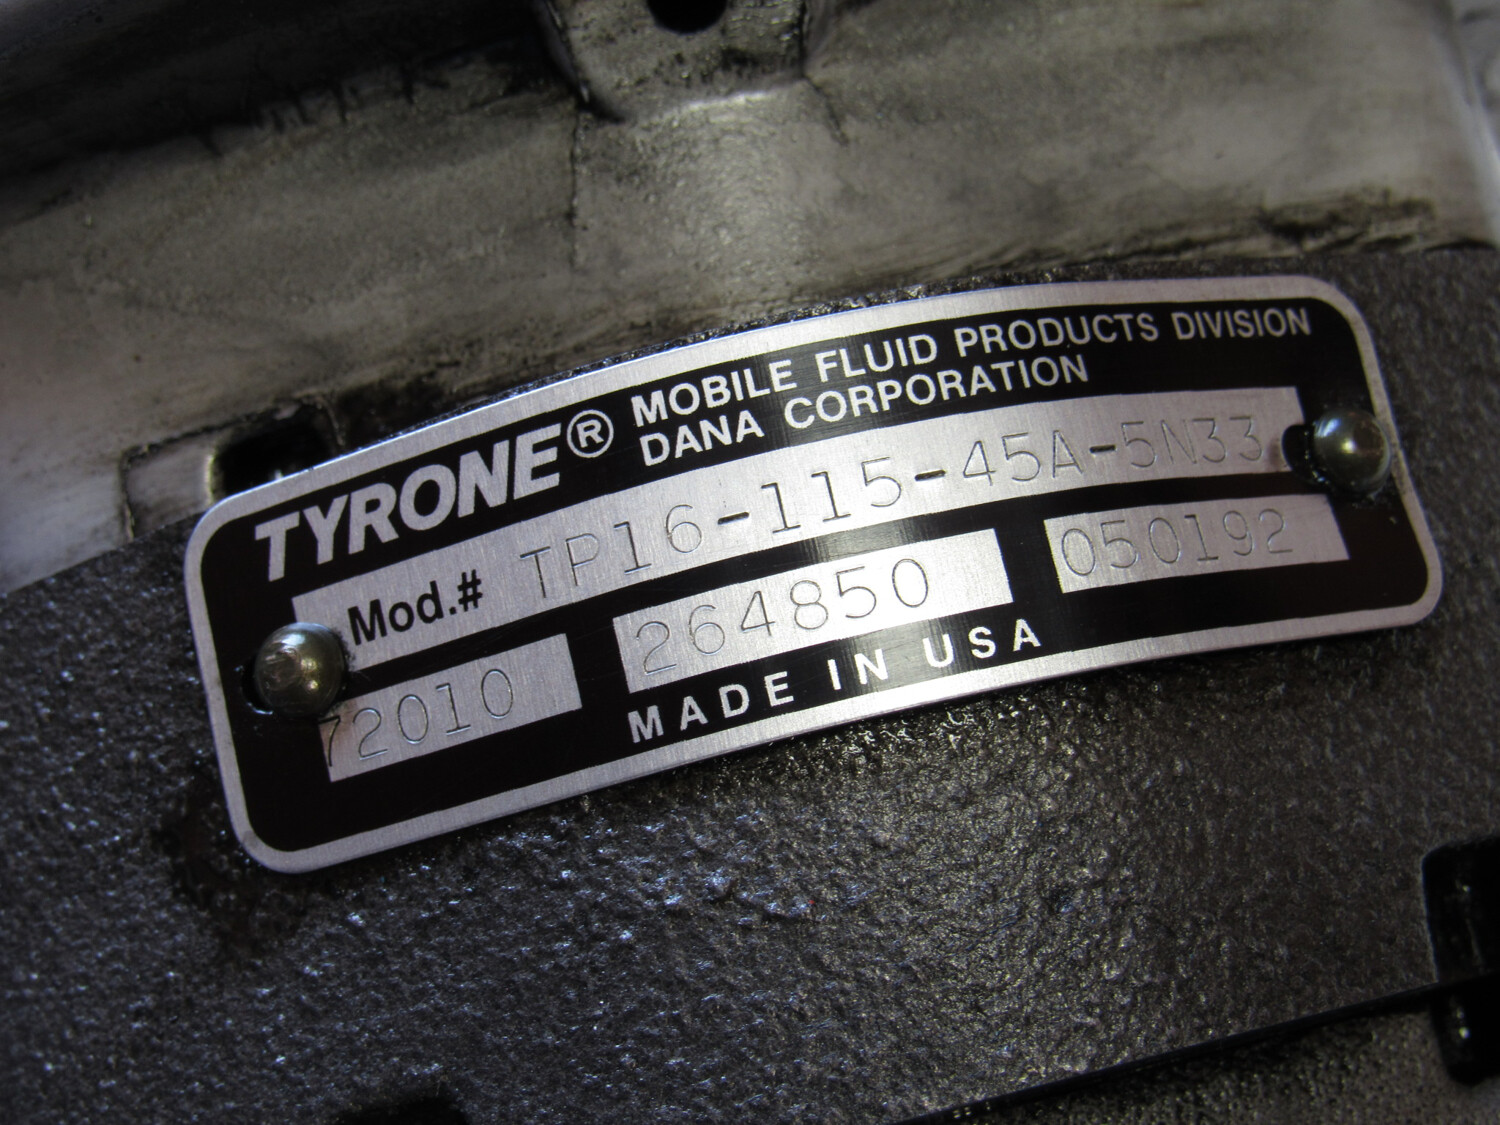 TYRONE® MOBILE FLUID PRODUCTS DIVISION
DANA CORPORATION
Mod.# TP16-115-45A-5N33
72010 264850 050192
MADE IN USA